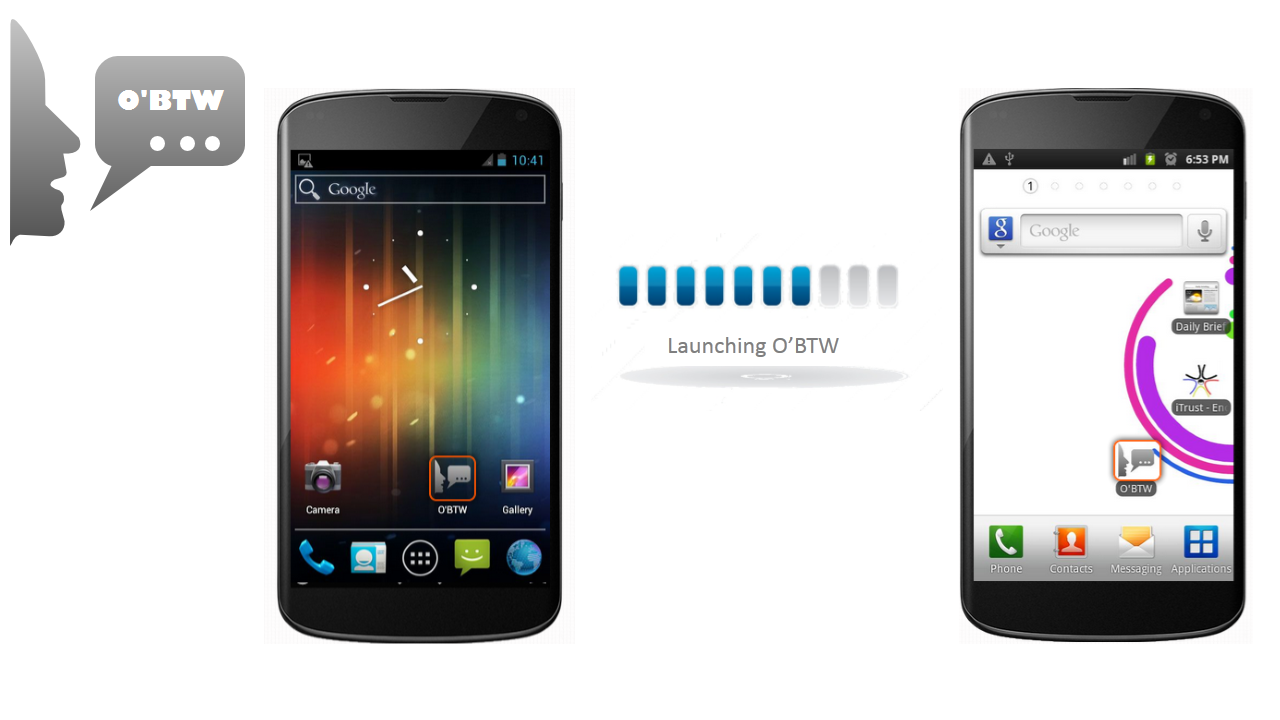 O'BTW
10:41
Google
Camera
O'BTW
Gallery
Launching O’BTW
6:53 PM
1
g
Google
Daily Brief
iTrust - En
O'BTW
Phone
Contacts
Messaging
Applications